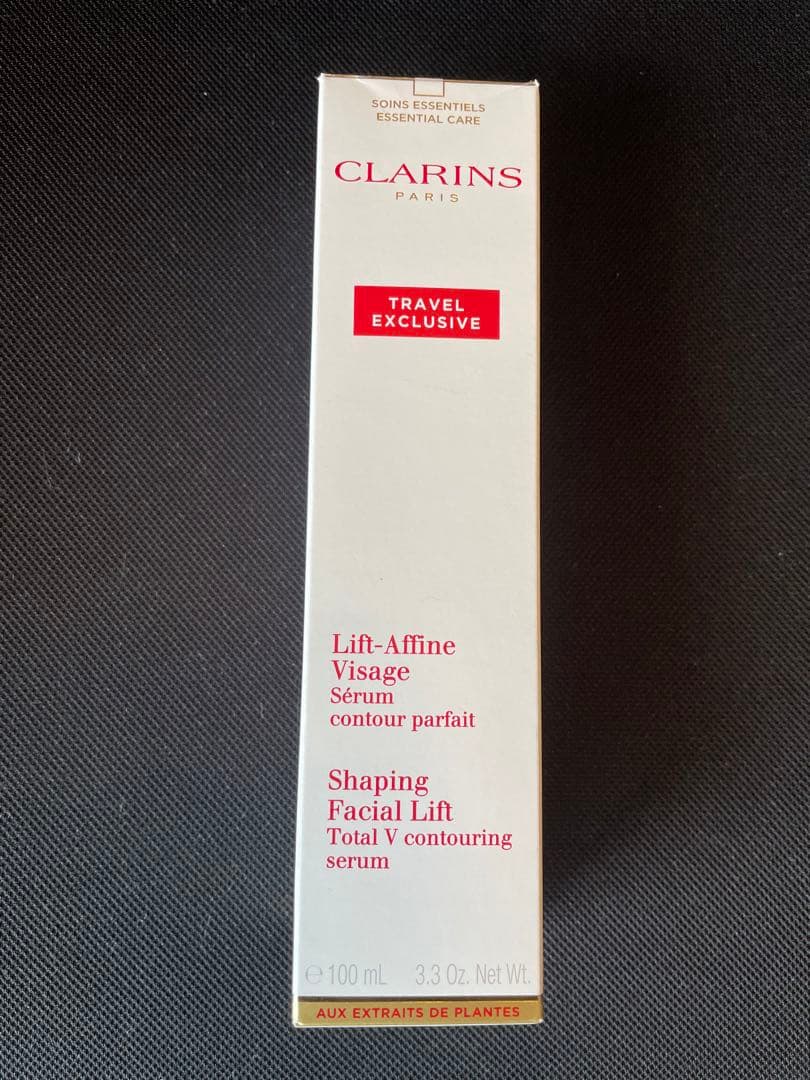 SOINS ESSENTIELS
ESSENTIAL CARE
CLARINS
PARIS
TRAVEL
EXCLUSIVE
Lift-Affine
Visage
Sérum
contour parfait
Shaping
Facial Lift
Total V contouring
serum
℮ 100 mL 3.3 Oz. Net Wt.
AUX EXTRAITS DE PLANTES